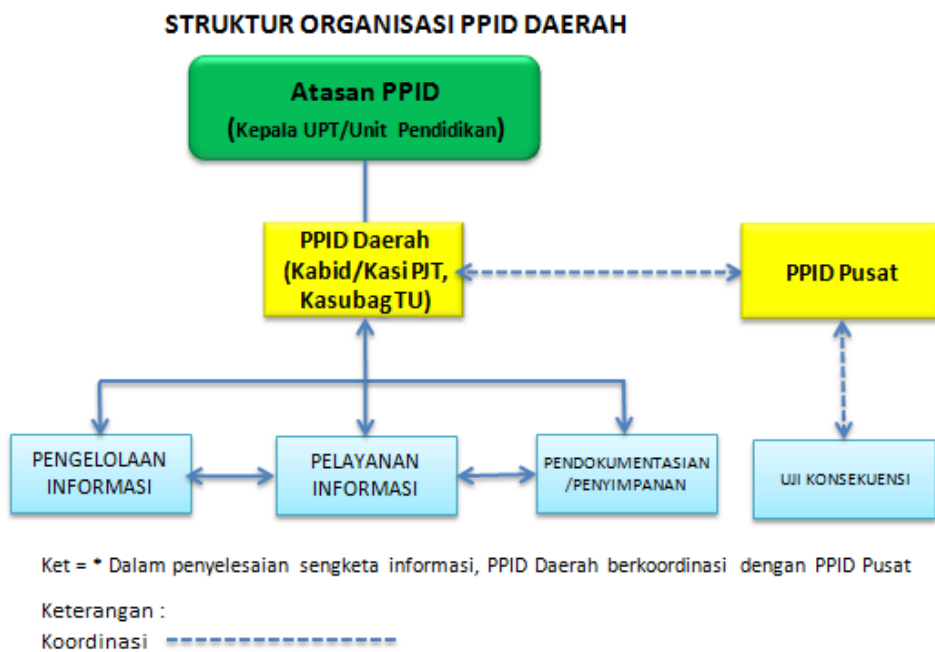 STRUKTUR ORGANISASI PPID DAERAH
Atasan PPID
(Kepala UPT/Unit Pendidikan)
PPID Daerah
(Kabid/Kasi PJT,
Kasubag TU)
PPID Pusat
PENGELOLAAN
INFORMASI
PELAYANAN
INFORMASI
PENDOKUMENTASIAN
/PENYIMPANAN
UJI KONSEKUENSI
Ket = * Dalam penyelesaian sengketa informasi, PPID Daerah berkoordinasi dengan PPID Pusat
Keterangan :
Koordinasi